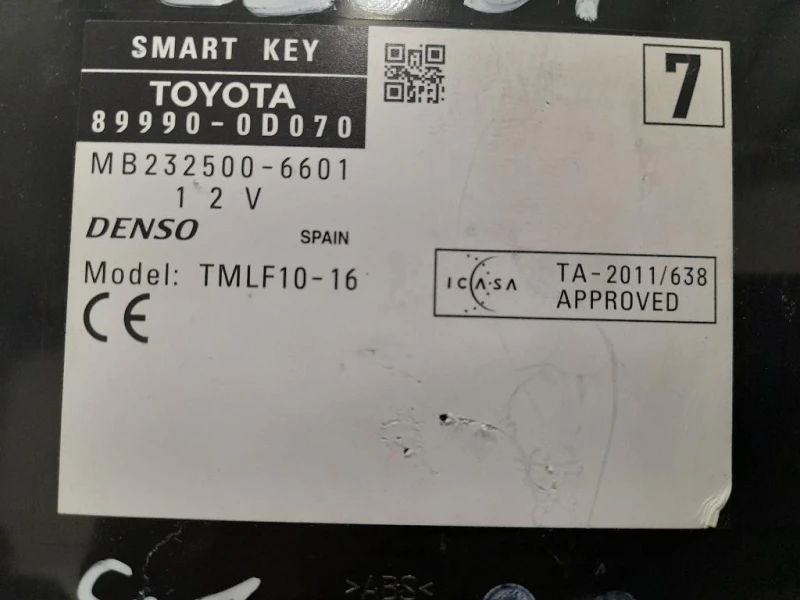 SMART KEY
TOYOTA
89990-0D070
7
MB232500-6601
12V
DENSO
SPAIN
Model: TMLF10-16
CE
ICASA
TA-2011/638
APPROVED
>ABS<